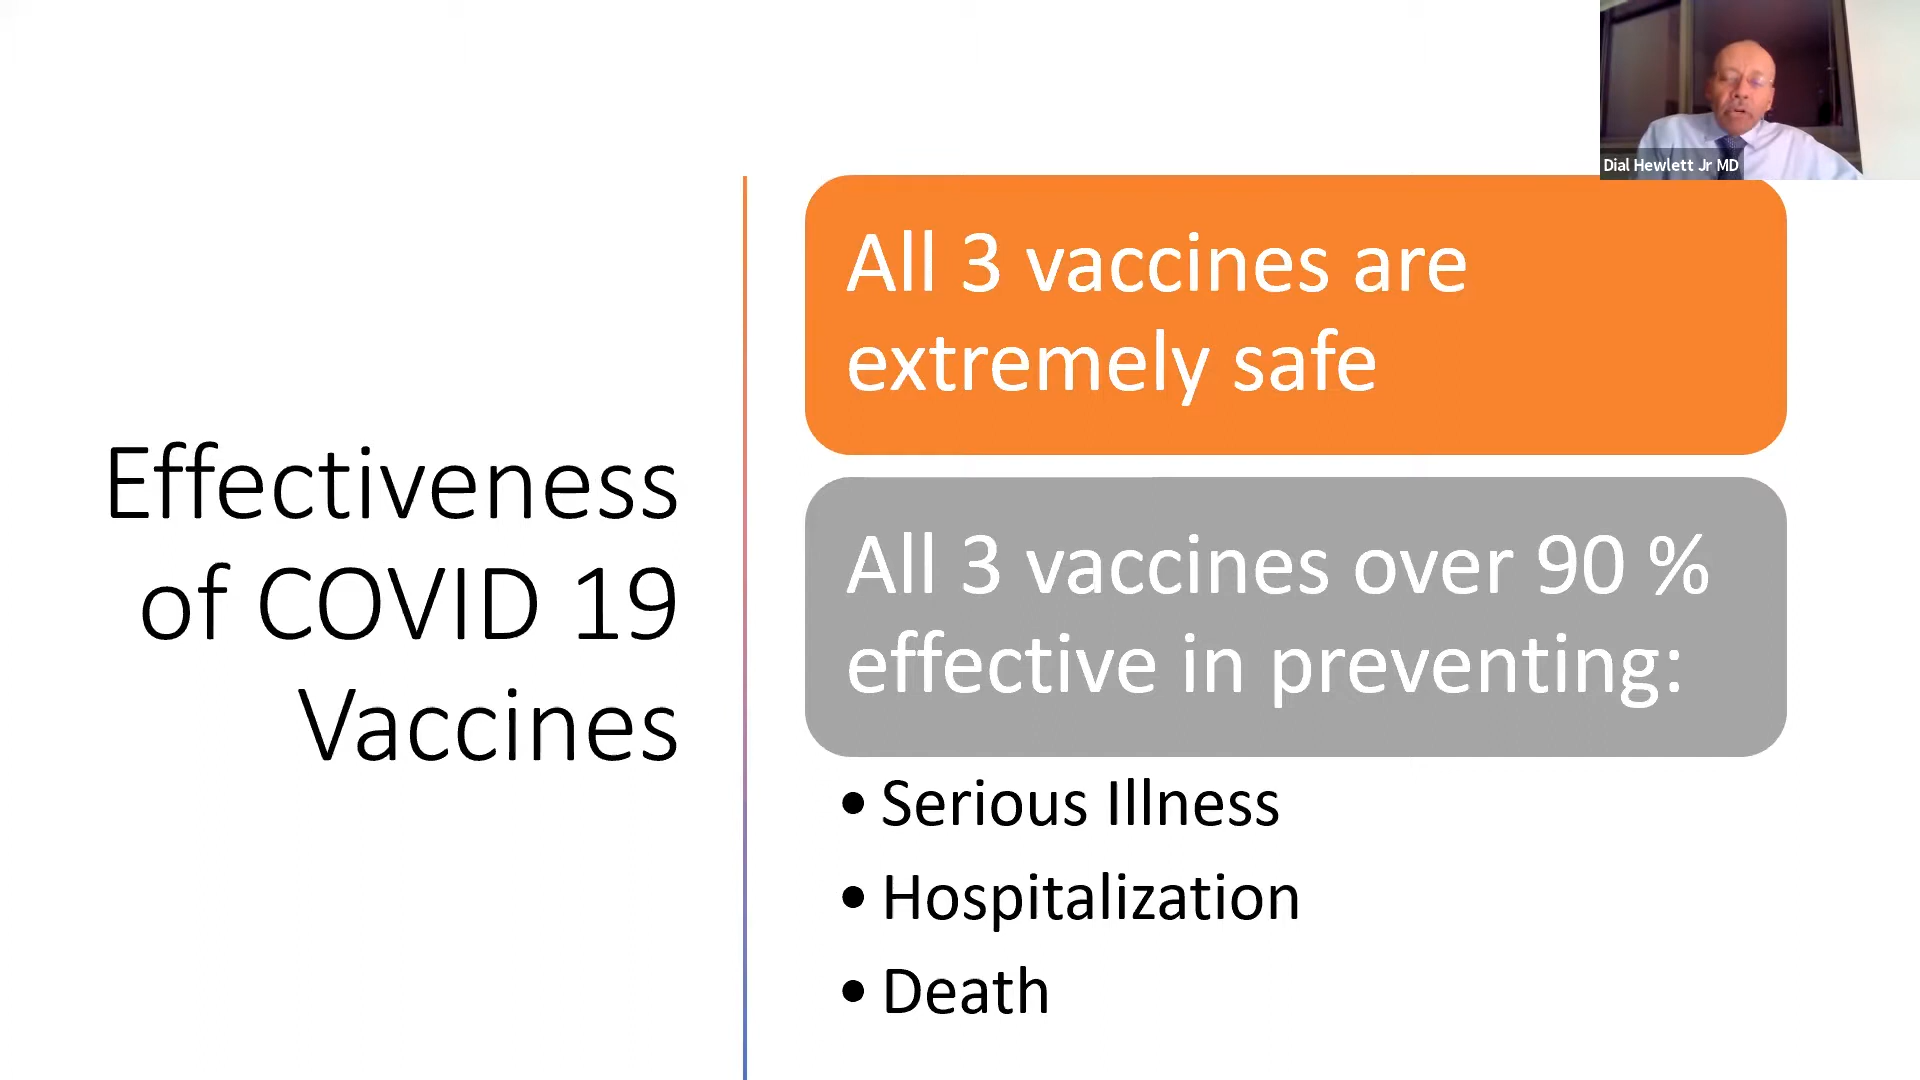 Dial Hewlett Jr MD
Effectiveness
of COVID 19
Vaccines
All 3 vaccines are
extremely safe
All 3 vaccines over 90 %
effective in preventing:
• Serious Illness
• Hospitalization
• Death